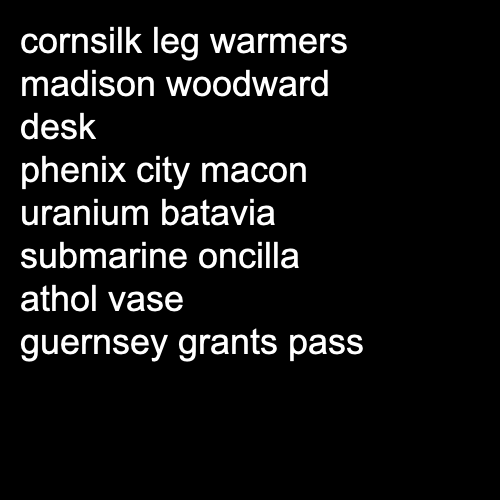 cornsilk leg warmers
madison woodward
desk
phenix city macon
uranium batavia
submarine oncilla
athol vase
guernsey grants pass